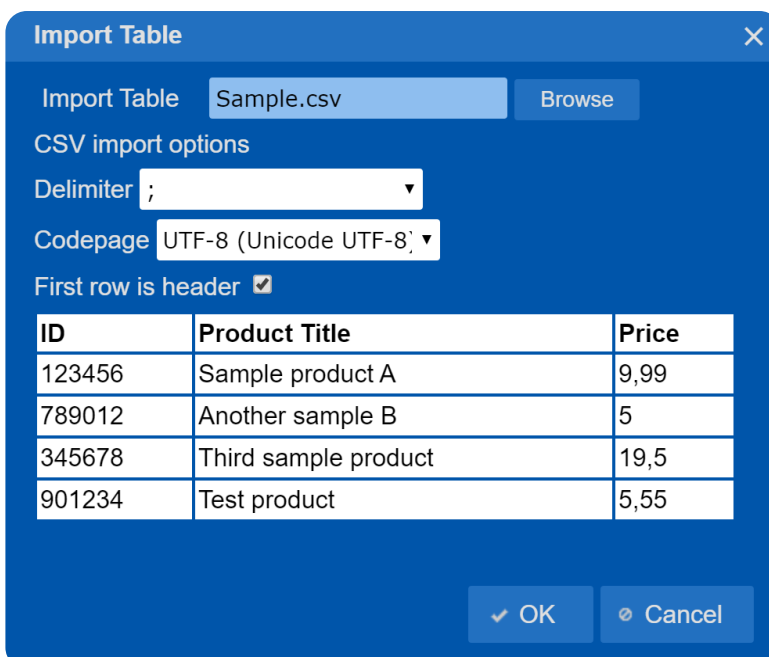 Import Table
Import Table Sample.csv Browse
CSV import options
Delimiter ;
Codepage UTF-8 (Unicode UTF-8)
First row is header
ID Product Title Price
123456 Sample product A 9,99
789012 Another sample B 5
345678 Third sample product 19,5
901234 Test product 5,55
OK Cancel